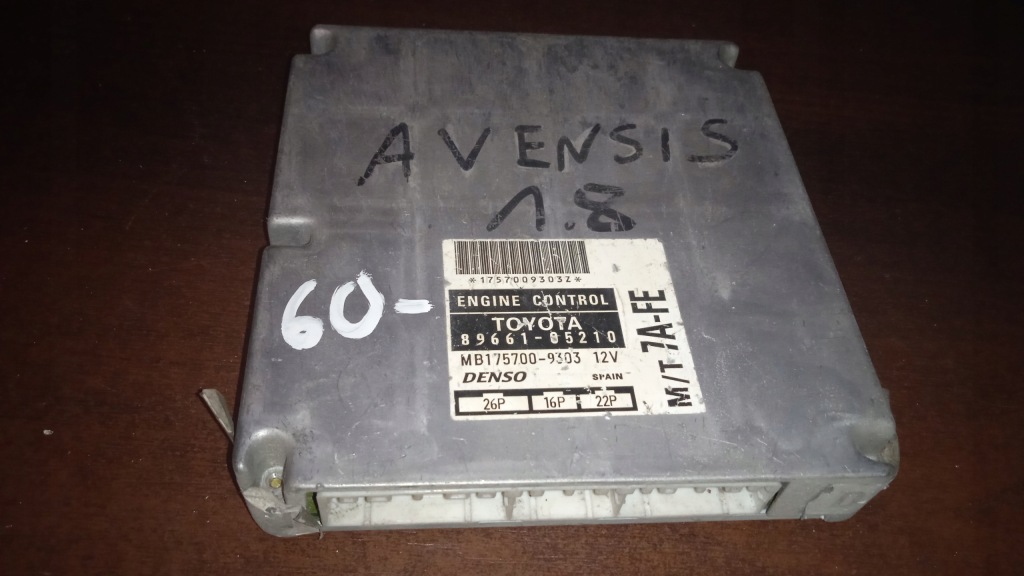 AVENSIS
1.8
60-
*1757009303Z*
ENGINE CONTROL
TOYOTA
89661-05210
MB175700-9303 12V
DENSO SPAIN
26P 16P 22P
M/T 7A-FE